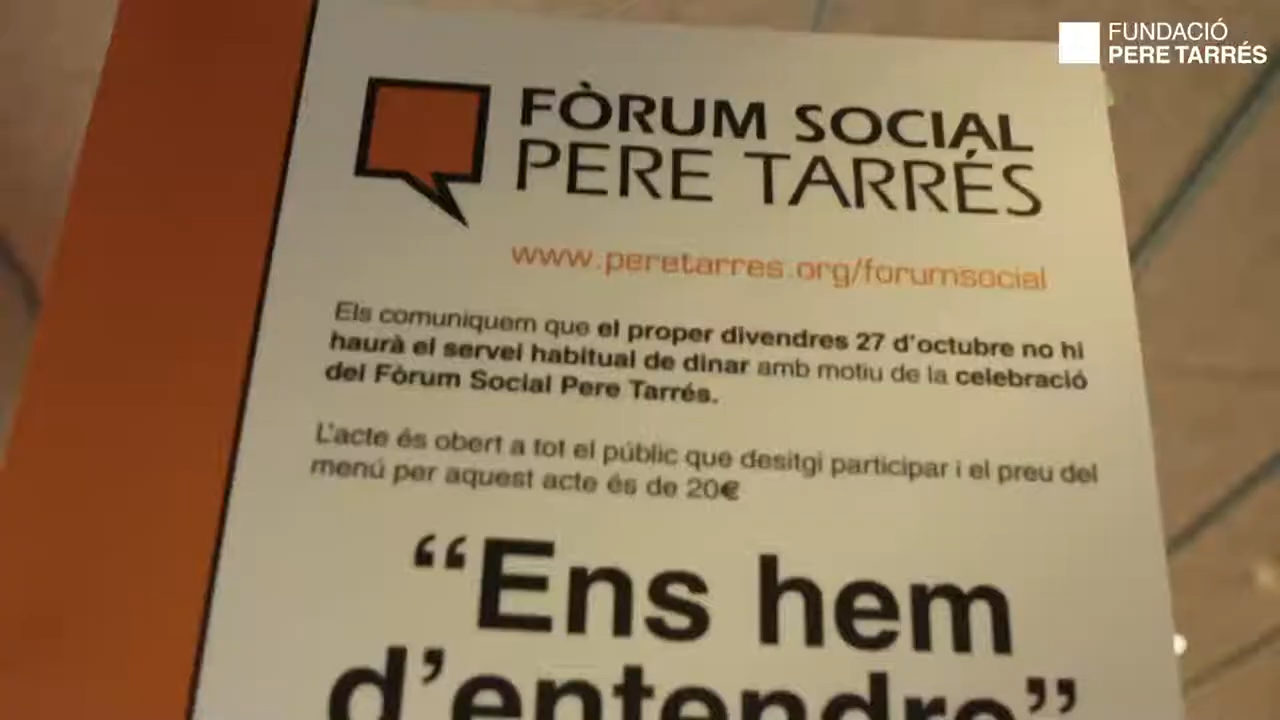 FUNDACIÓ
PERE TARRÉS
FÒRUM SOCIAL
PERE TARRÉS
www.peretarres.org/forumsocial
Els comuniquem que el proper divendres 27 d'octubre no hi
haurà el servei habitual de dinar amb motiu de la celebració
del Fòrum Social Pere Tarrés.
L'acte és obert a tot el públic que desitgi participar i el preu del
menú per aquest acte és de 20€
“Ens hem
d’entendre”